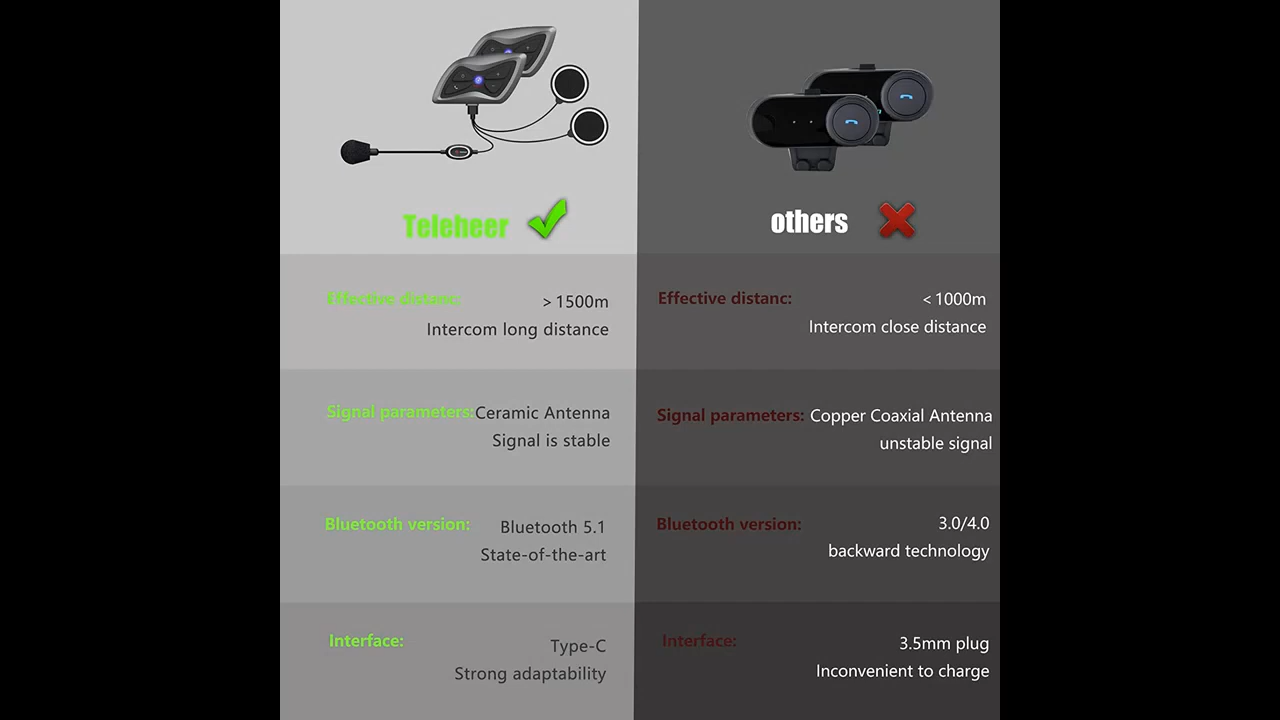 Teleheer
others
Effective distanc:
> 1500m
Intercom long distance
Effective distanc:
< 1000m
Intercom close distance
Signal parameters: Ceramic Antenna
Signal is stable
Signal parameters: Copper Coaxial Antenna
unstable signal
Bluetooth version:
Bluetooth 5.1
State-of-the-art
Bluetooth version:
3.0/4.0
backward technology
Interface:
Type-C
Strong adaptability
Interface:
3.5mm plug
Inconvenient to charge